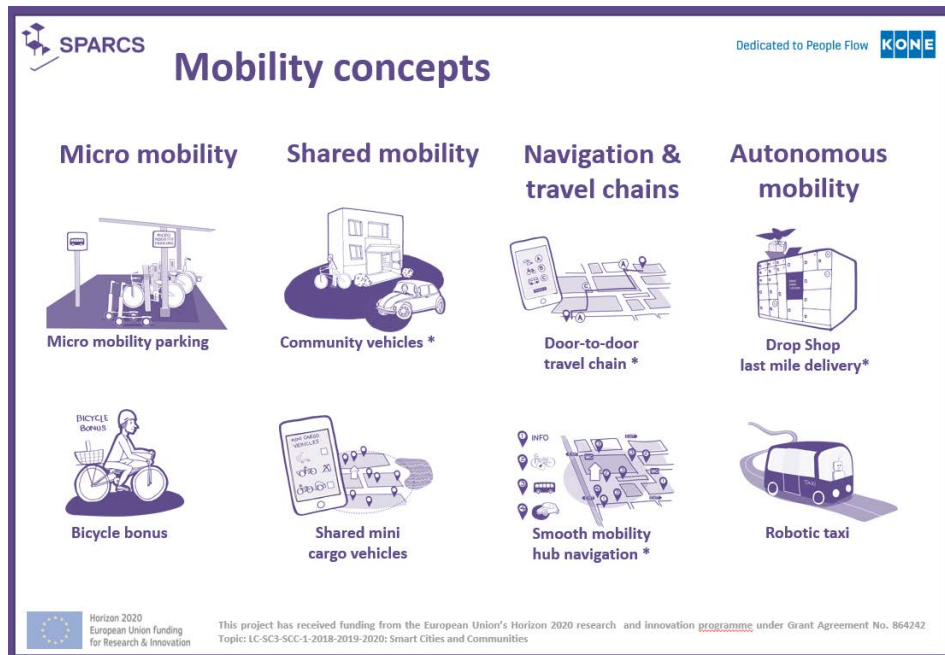 SPARCS
Mobility concepts
Dedicated to People Flow
KONE
Micro mobility
Shared mobility
Navigation &
travel chains
Autonomous
mobility
Micro mobility parking
Community vehicles *
Door-to-door
travel chain *
Drop Shop
last mile delivery*
BICYCLE
BONUS
Bicycle bonus
MINI CARGO
VEHICLES
Shared mini
cargo vehicles
INFO
Smooth mobility
hub navigation *
TAXI
Robotic taxi
Horizon 2020
European Union funding
for Research & Innovation
This project has received funding from the European Union's Horizon 2020 research and innovation programme under Grant Agreement No. 864242
Topic: LC-SC3-SCC-1-2018-2019-2020: Smart Cities and Communities